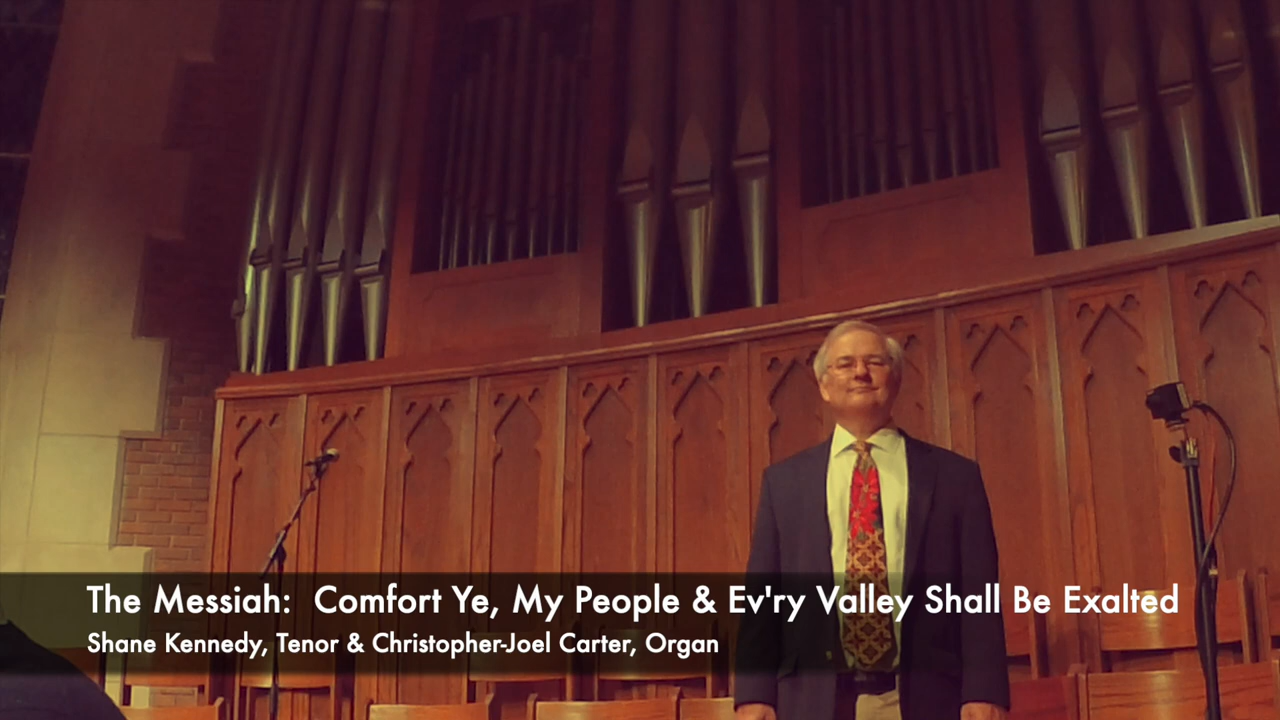 The Messiah:  Comfort Ye, My People & Ev'ry Valley Shall Be Exalted
Shane Kennedy, Tenor & Christopher-Joel Carter, Organ